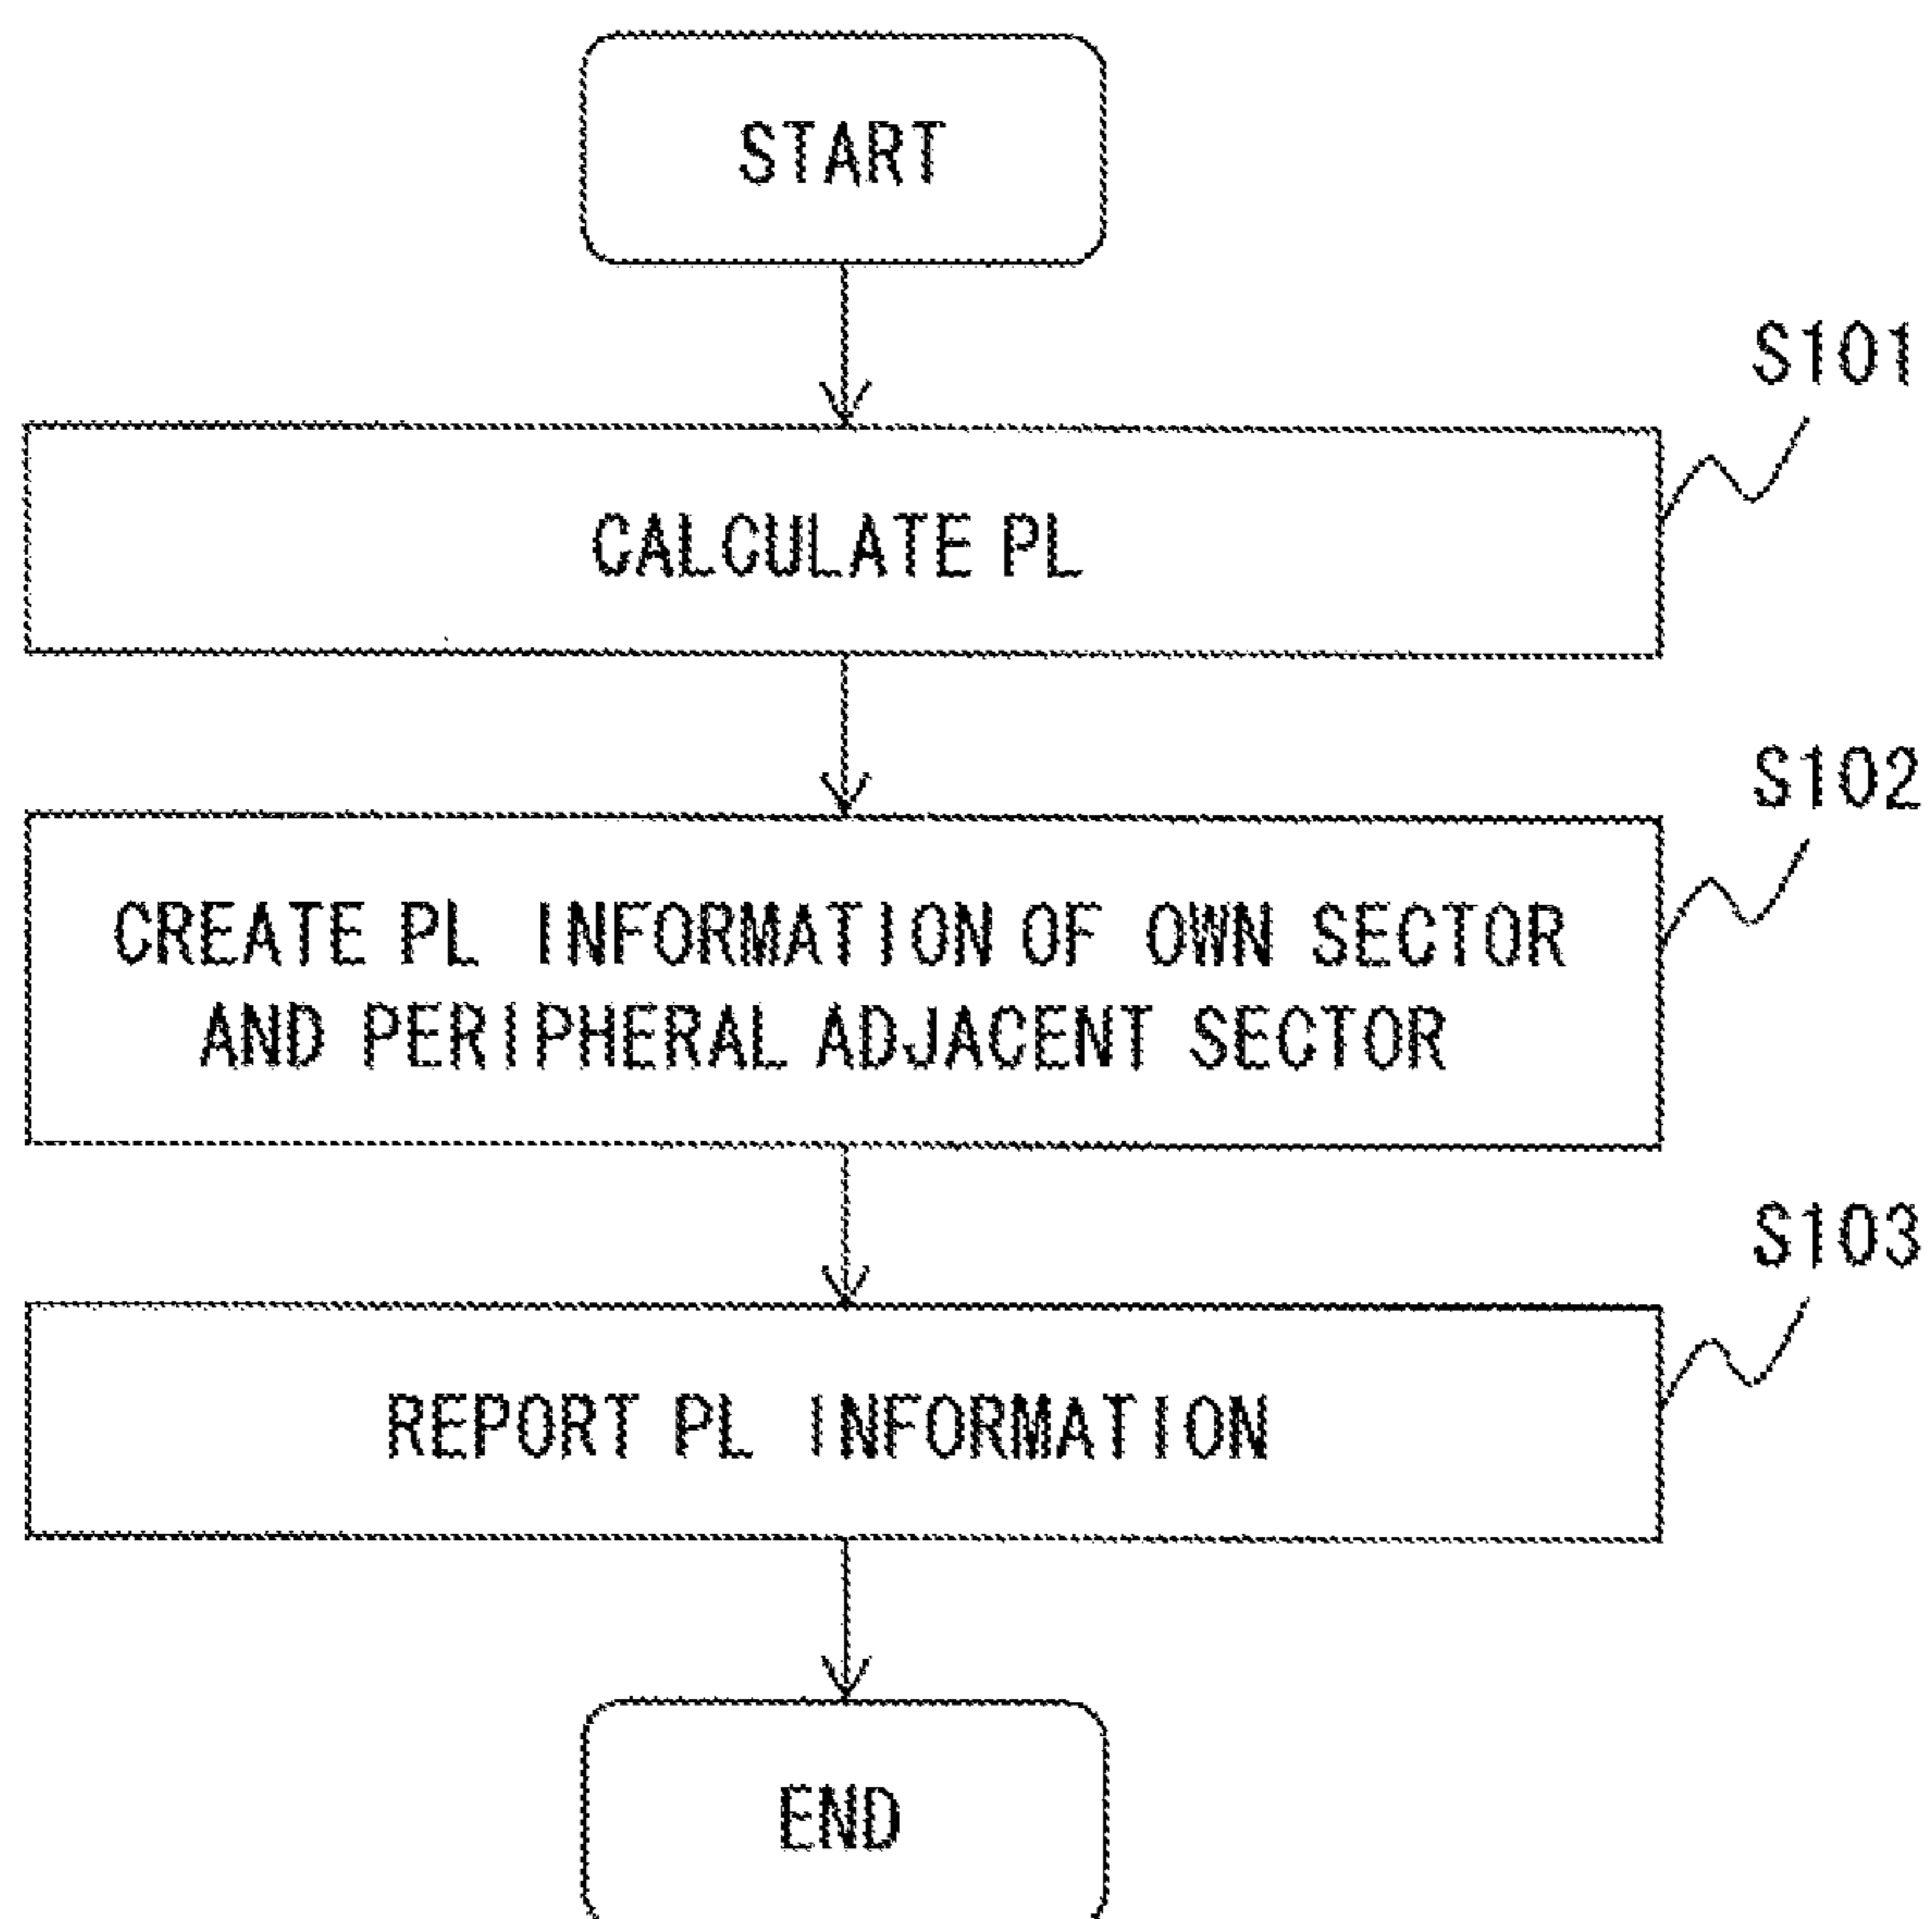 START
S101
CALCULATE PL
S102
CREATE PL INFORMATION OF OWN SECTOR
AND PERIPHERAL ADJACENT SECTOR
S103
REPORT PL INFORMATION
END